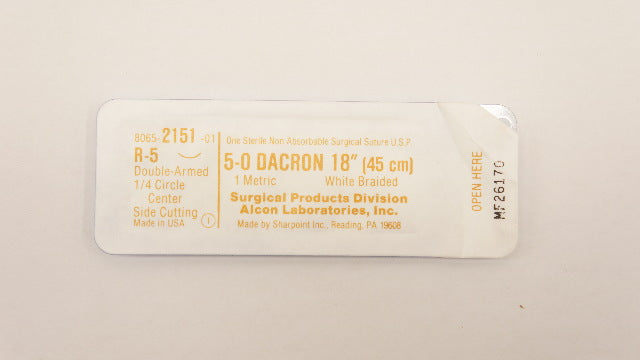 8065-2151-01
R-5
Double-Armed
1/4 Circle
Center
Side Cutting
Made in USA
1
One Sterile Non Absorbable Surgical Suture U.S.P.
5-0 DACRON 18" (45 cm)
1 Metric White Braided
Surgical Products Division
Alcon Laboratories, Inc.
Made by Sharpoint Inc., Reading, PA 19608
OPEN HERE
MF26170